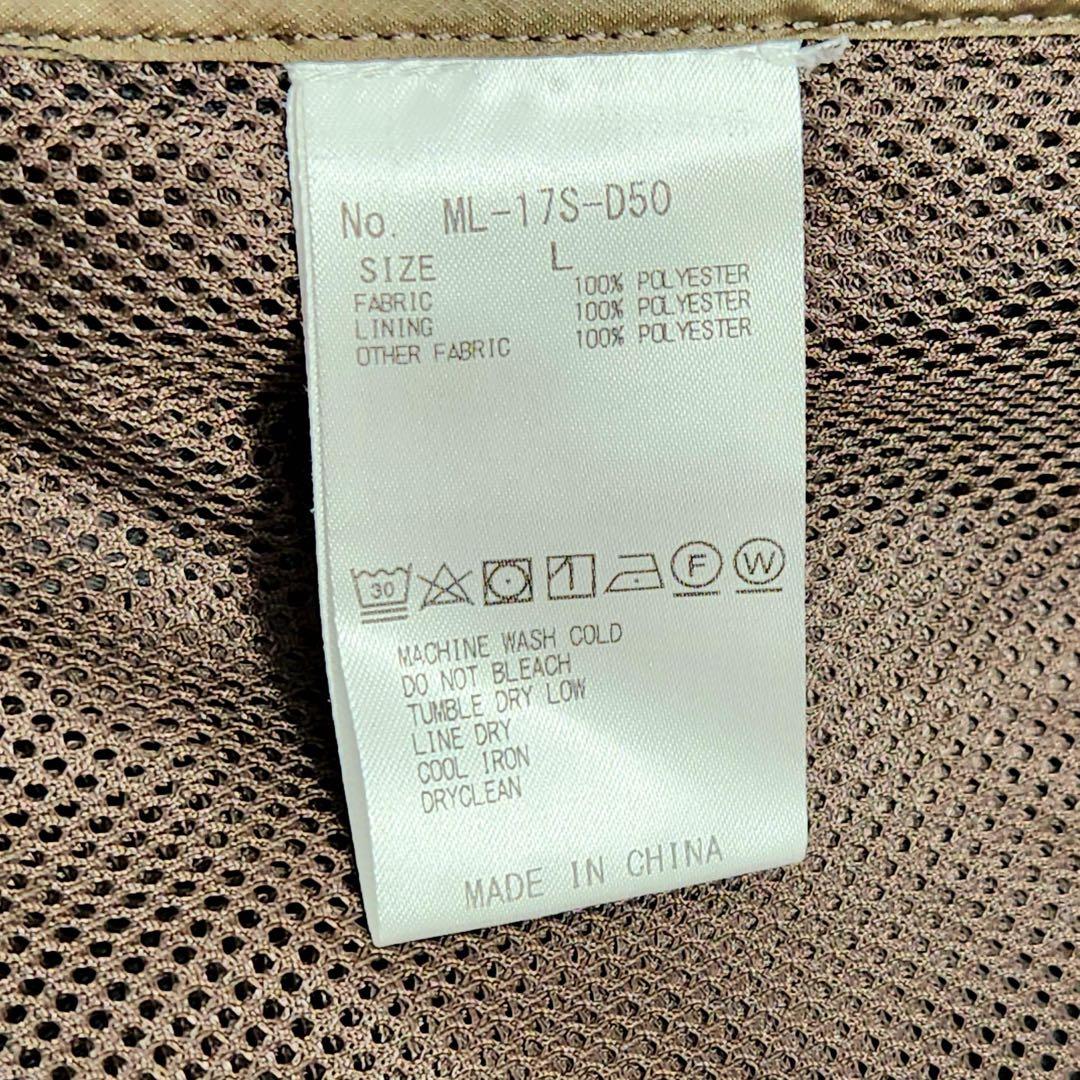 No. ML-17S-D50
SIZE L
FABRIC 100% POLYESTER
LINING 100% POLYESTER
OTHER FABRIC 100% POLYESTER
30 F W
MACHINE WASH COLD
DO NOT BLEACH
TUMBLE DRY LOW
LINE DRY
COOL IRON
DRYCLEAN
MADE IN CHINA